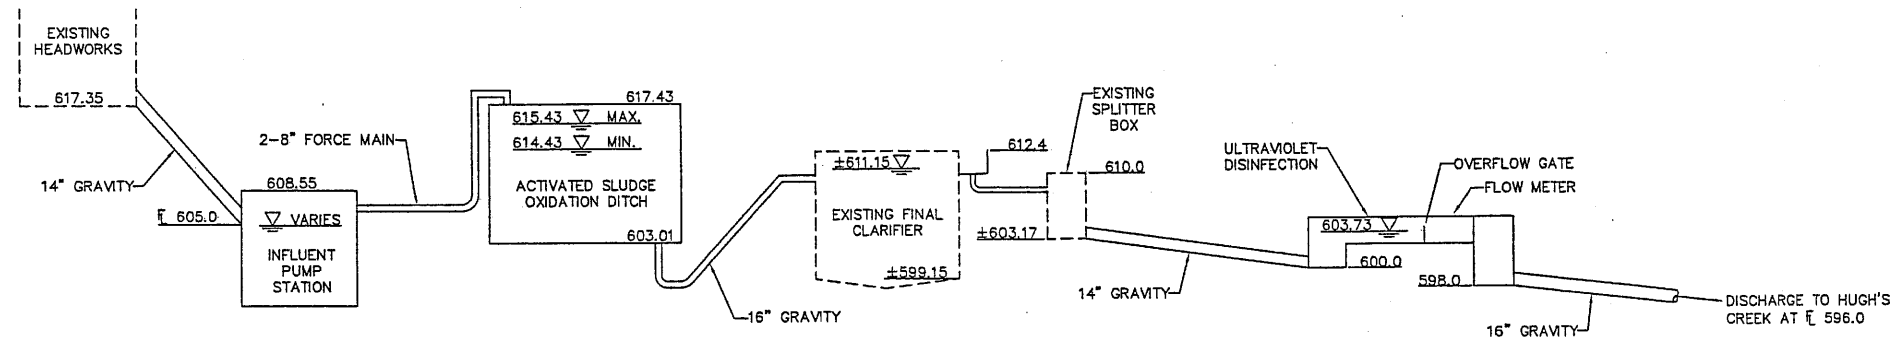 EXISTING
HEADWORKS
617.35
14" GRAVITY
2-8" FORCE MAIN
608.55
℄ 605.0
VARIES
INFLUENT
PUMP
STATION
617.43
615.43 MAX.
614.43 MIN.
ACTIVATED SLUDGE
OXIDATION DITCH
603.01
16" GRAVITY
±611.15
EXISTING FINAL
CLARIFIER
±599.15
612.4
EXISTING
SPLITTER
BOX
610.0
±603.17
14" GRAVITY
ULTRAVIOLET
DISINFECTION
OVERFLOW GATE
FLOW METER
603.73
600.0
598.0
16" GRAVITY
DISCHARGE TO HUGH'S
CREEK AT ℄ 596.0